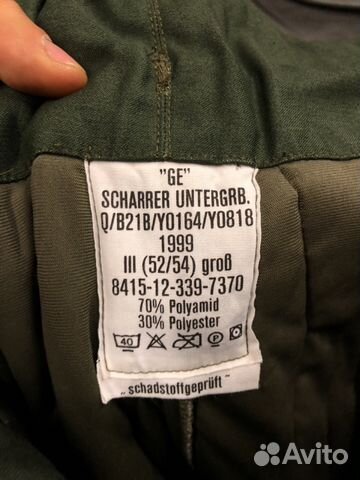 "GE"
SCHARRER UNTERGRB.
Q/B21B/Y0164/Y0818
1999
III (52/54) groß
8415-12-339-7370
70% Polyamid
30% Polyester
40 P
„schadstoffgeprüft"
Avito